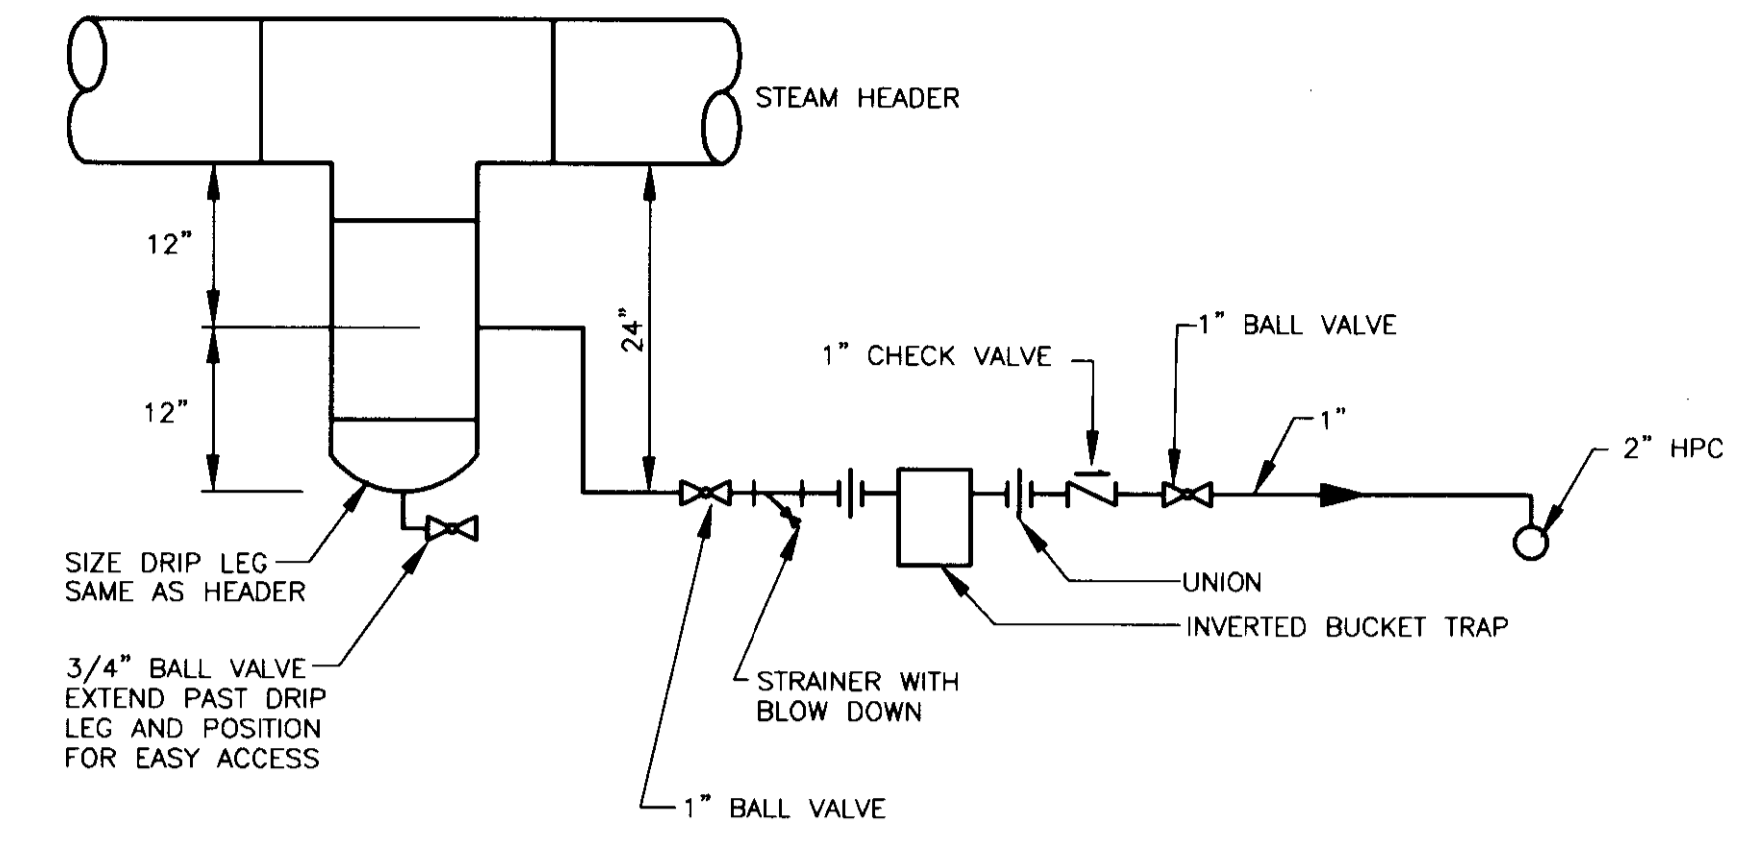 STEAM HEADER
12”
24”
12”
1” BALL VALVE
1” CHECK VALVE
1”
2” HPC
SIZE DRIP LEG
SAME AS HEADER
UNION
INVERTED BUCKET TRAP
3/4” BALL VALVE
EXTEND PAST DRIP
LEG AND POSITION
FOR EASY ACCESS
STRAINER WITH
BLOW DOWN
1” BALL VALVE